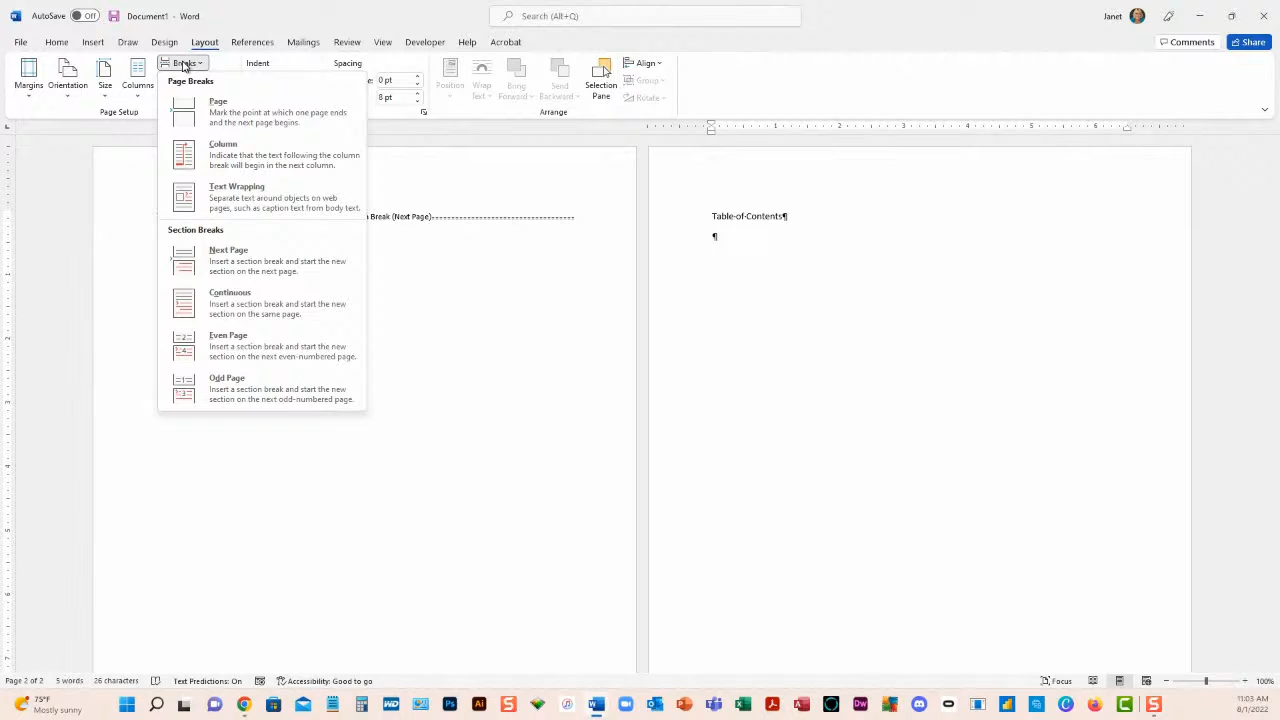 AutoSave Off Document1 - Word Search (Alt+Q) Janet
File Home Insert Draw Design Layout References Mailings Review View Developer Help Acrobat Comments Share
Breaks Indent Spacing
Margins Orientation Size Columns
0 pt
8 pt
Position Wrap Text Bring Forward Send Backward Selection Pane
Align
Group
Rotate
Page Setup Arrange
Page Breaks
Page
Mark the point at which one page ends
and the next page begins.
Column
Indicate that the text following the column
break will begin in the next column.
Text Wrapping
Separate text around objects on web
pages, such as caption text from body text.
Section Breaks
Next Page
Insert a section break and start the new
section on the next page.
Continuous
Insert a section break and start the new
section on the same page.
Even Page
Insert a section break and start the new
section on the next even-numbered page.
Odd Page
Insert a section break and start the new
section on the next odd-numbered page.
1 2 3 4 5 6
Break (Next Page)
Table·of·Contents¶
¶
Page 2 of 2 5 words 26 characters Text Predictions: On Accessibility: Good to go Focus 100%
75°F
Mostly sunny
11:03 AM
8/1/2022